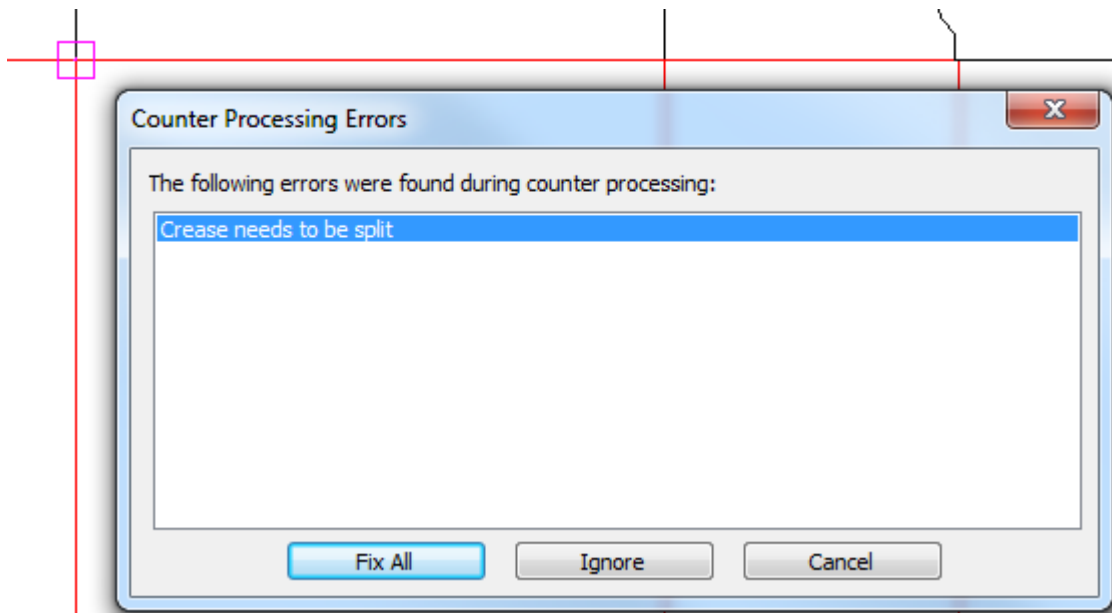 Counter Processing Errors
The following errors were found during counter processing:
Crease needs to be split
Fix All Ignore Cancel